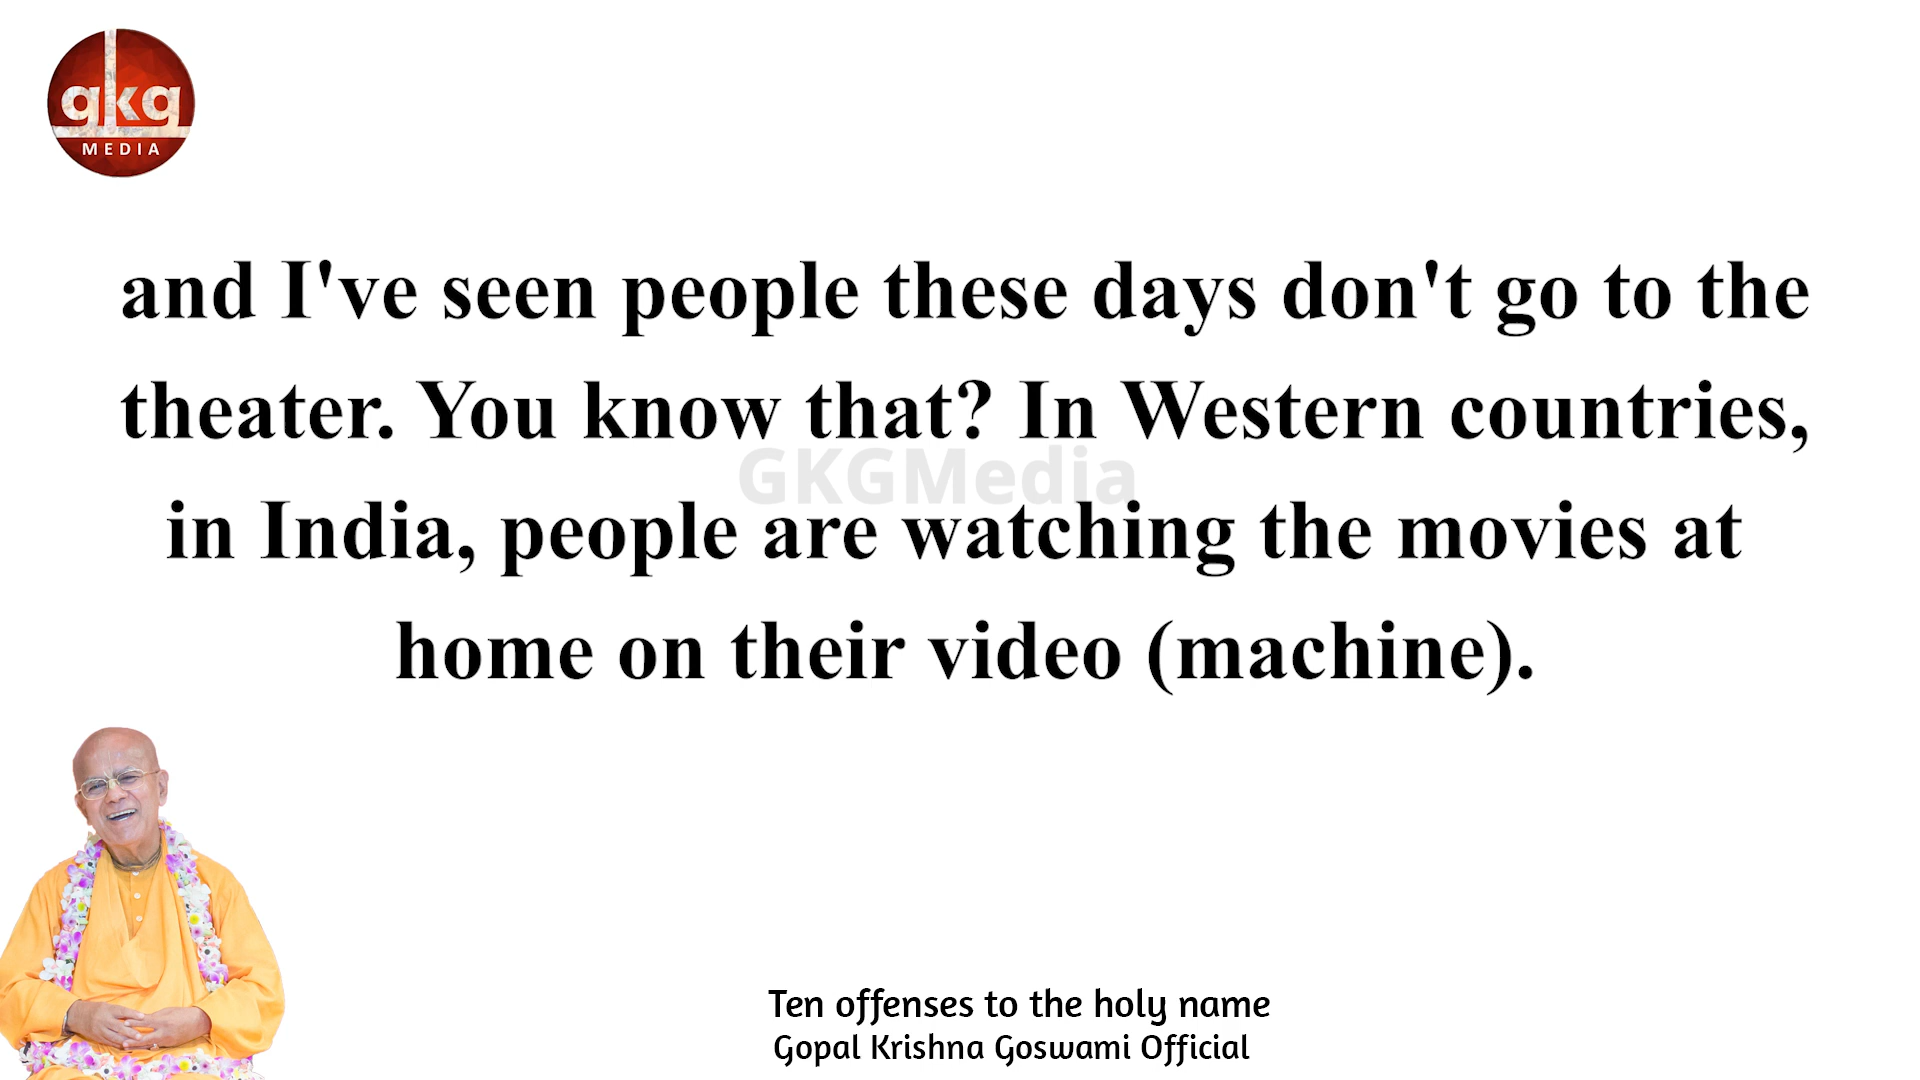 gkg
MEDIA
and I've seen people these days don't go to the
theater. You know that? In Western countries,
GKGMedia
in India, people are watching the movies at
home on their video (machine).
Ten offenses to the holy name
Gopal Krishna Goswami Official